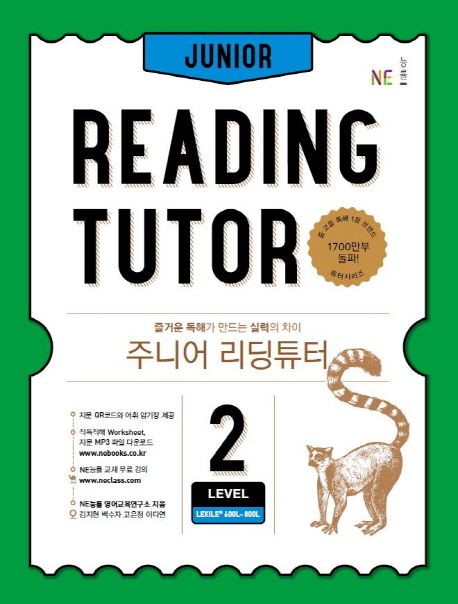 JUNIOR
NE 능률
READING
TUTOR
중·고등 독해 1등 브랜드
1700만부
돌파!
튜터시리즈
즐거운 독해가 만드는 실력의 차이
주니어 리딩튜터
지문 QR코드와 어휘 암기장 제공
직독직해 Worksheet,
지문 MP3 파일 다운로드
www.nebooks.co.kr
NE능률 교재 무료 강의
www.neclass.com
NE능률 영어교육연구소 지음
김지현 백수자 고은정 이다연
2
LEVEL
LEXILE® 600L-800L